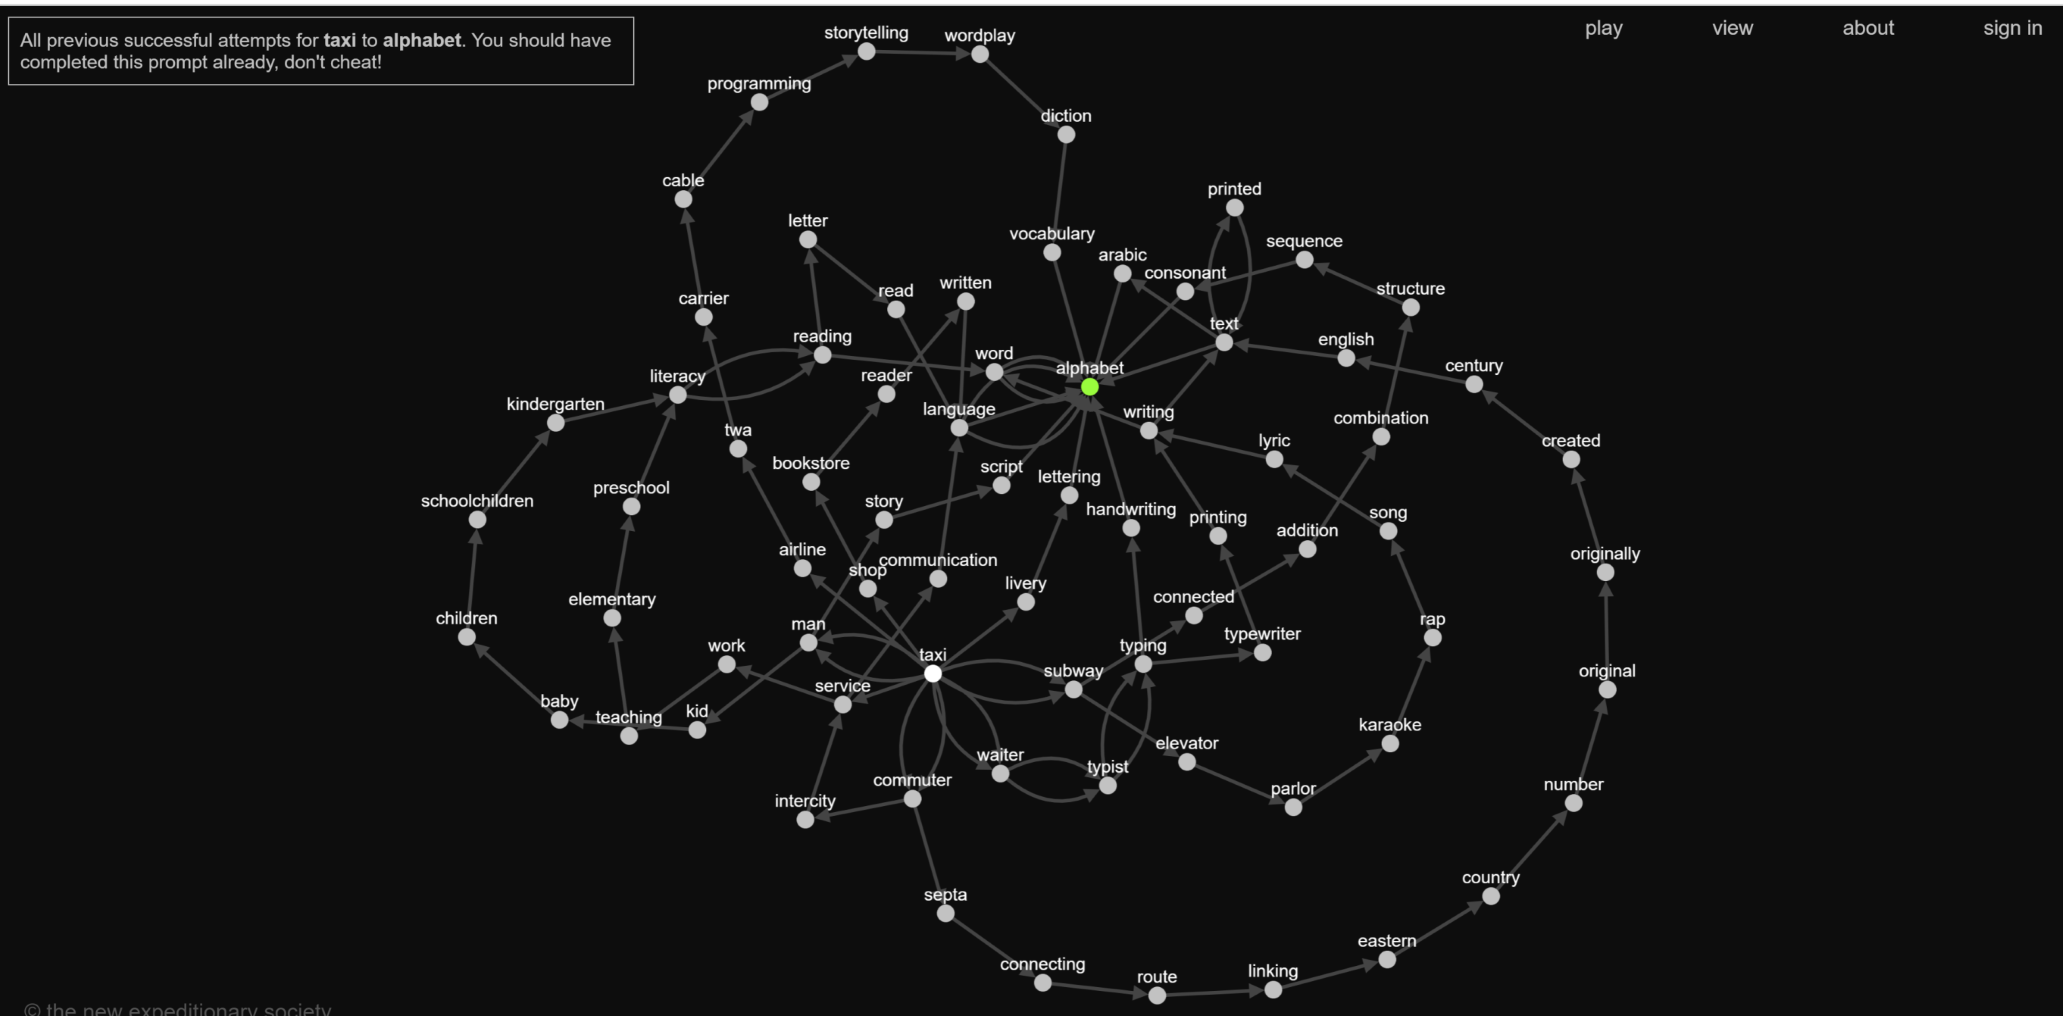 All previous successful attempts for taxi to alphabet. You should have
completed this prompt already, don't cheat!
play
view
about
sign in
storytelling
wordplay
programming
diction
cable
printed
letter
vocabulary
sequence
arabic
consonant
written
read
structure
carrier
text
reading
english
word
century
alphabet
literacy
reader
kindergarten
language
writing
combination
twa
lyric
created
bookstore
script
lettering
preschool
schoolchildren
story
handwriting
printing
song
addition
airline
originally
communication
shop
livery
elementary
connected
children
man
rap
typewriter
work
typing
taxi
subway
original
service
baby
kid
teaching
karaoke
elevator
waiter
typist
commuter
number
parlor
intercity
country
septa
eastern
connecting
linking
route
© the new expeditionary society